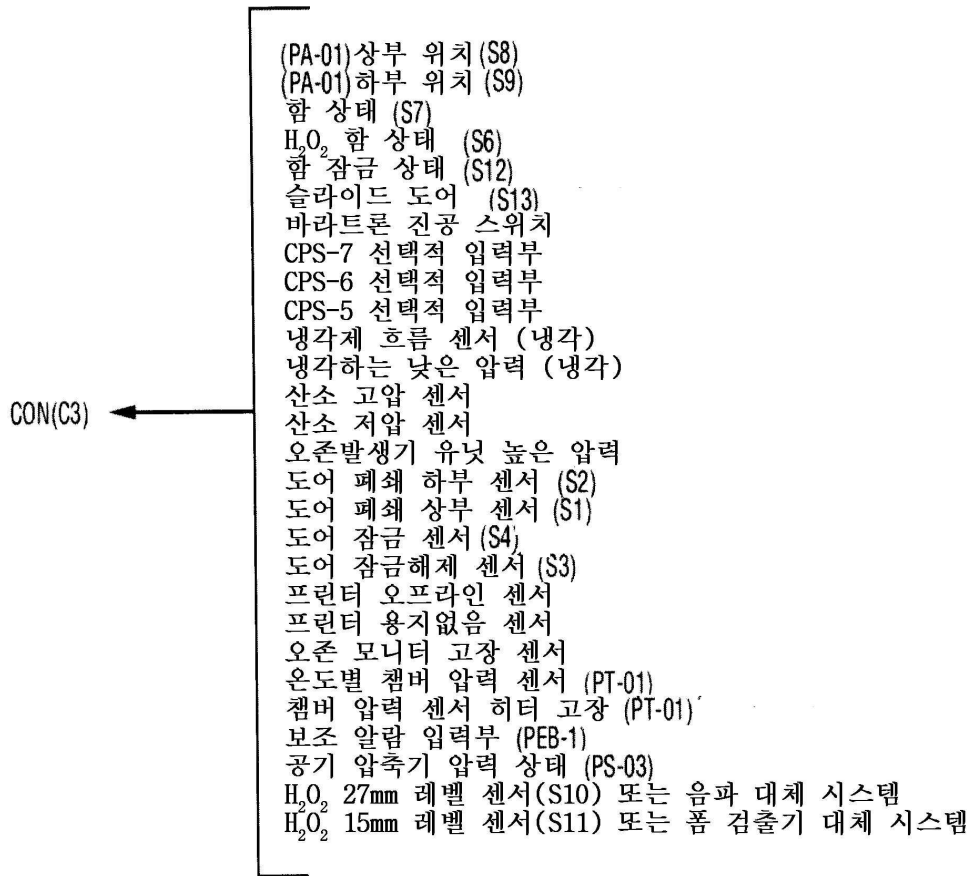 (PA-01)상부 위치(S8)
(PA-01)하부 위치(S9)
함 상태 (S7)
H₂O₂ 함 상태 (S6)
함 잠금 상태 (S12)
슬라이드 도어 (S13)
바라트론 진공 스위치
CPS-7 선택적 입력부
CPS-6 선택적 입력부
CPS-5 선택적 입력부
냉각제 흐름 센서 (냉각)
냉각하는 낮은 압력 (냉각)
산소 고압 센서
산소 저압 센서
오존발생기 유닛 높은 압력
도어 폐쇄 하부 센서 (S2)
도어 폐쇄 상부 센서 (S1)
도어 잠금 센서(S4)
도어 잠금해제 센서(S3)
프린터 오프라인 센서
프린터 용지없음 센서
오존 모니터 고장 센서
온도별 챔버 압력 센서 (PT-01)
챔버 압력 센서 히터 고장 (PT-01)
보조 알람 입력부 (PEB-1)
공기 압축기 압력 상태 (PS-03)
H₂O₂ 27mm 레벨 센서(S10) 또는 음파 대체 시스템
H₂O₂ 15mm 레벨 센서(S11) 또는 폼 검출기 대체 시스템
CON(C3)